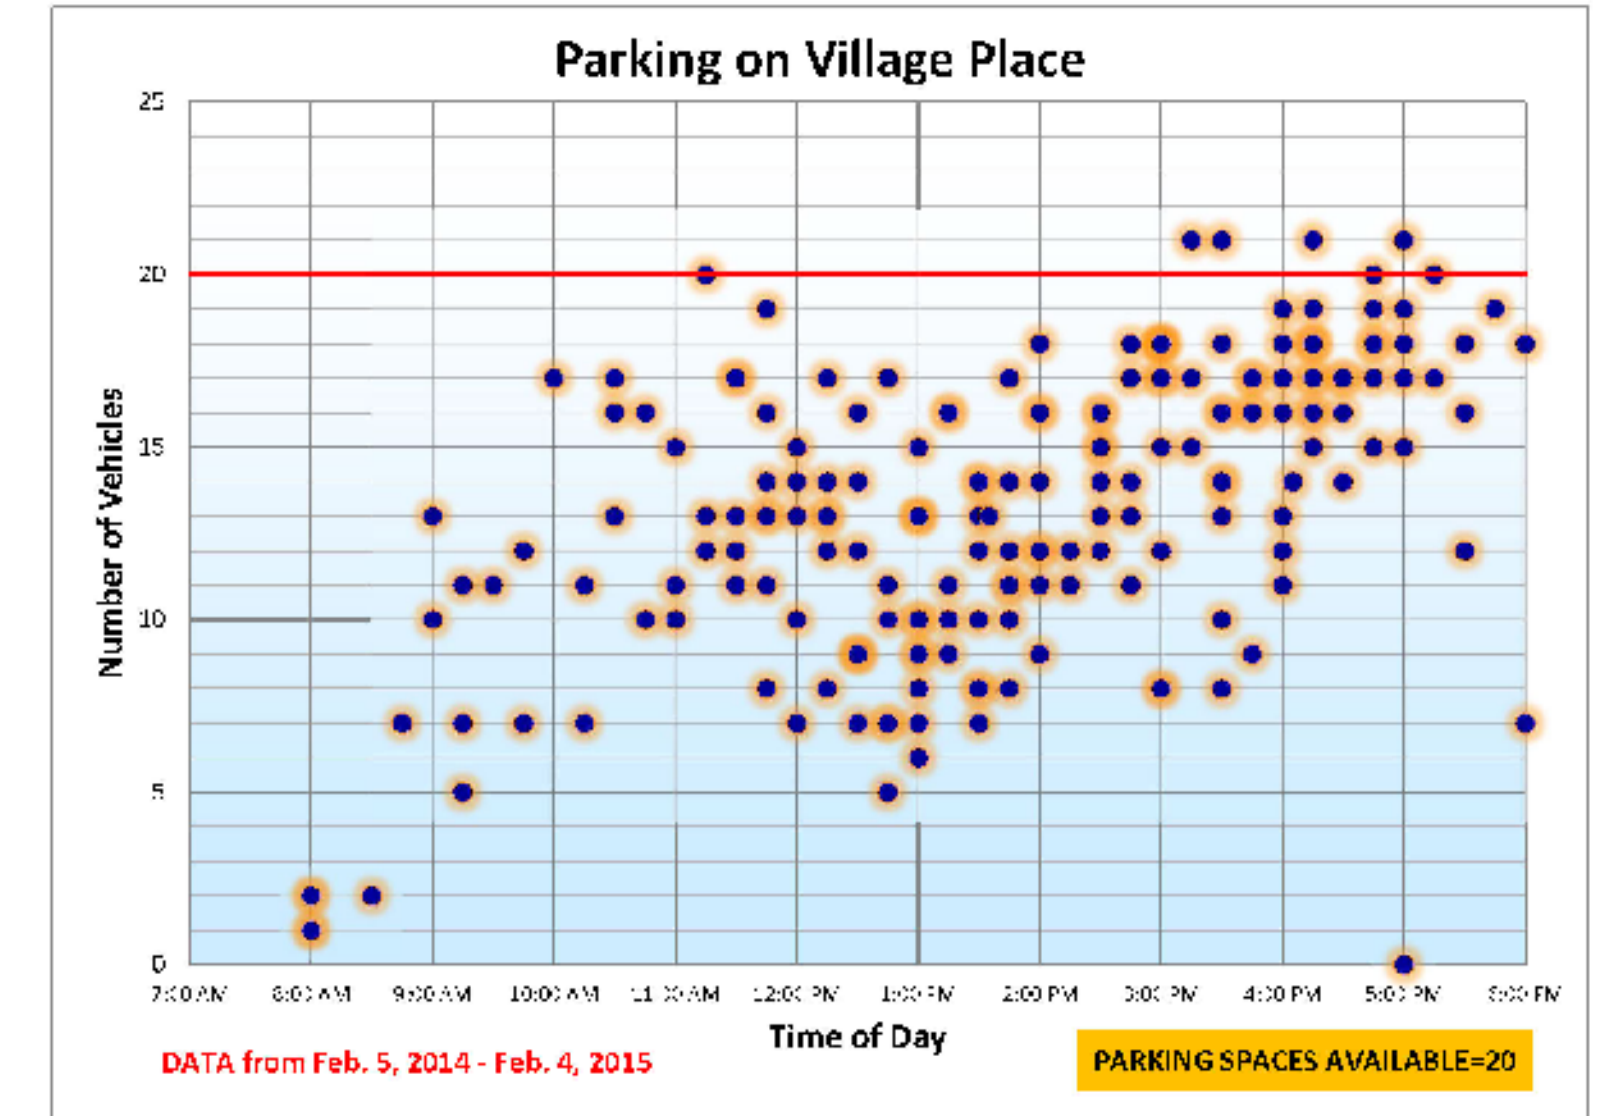 Parking on Village Place
25
20
15
10
5
0
Number of Vehicles
7:00 AM 8:00 AM 9:00 AM 10:00 AM 11:00 AM 12:00 PM 1:00 PM 2:00 PM 3:00 PM 4:00 PM 5:00 PM 6:00 PM
Time of Day
DATA from Feb. 5, 2014 - Feb. 4, 2015
PARKING SPACES AVAILABLE=20